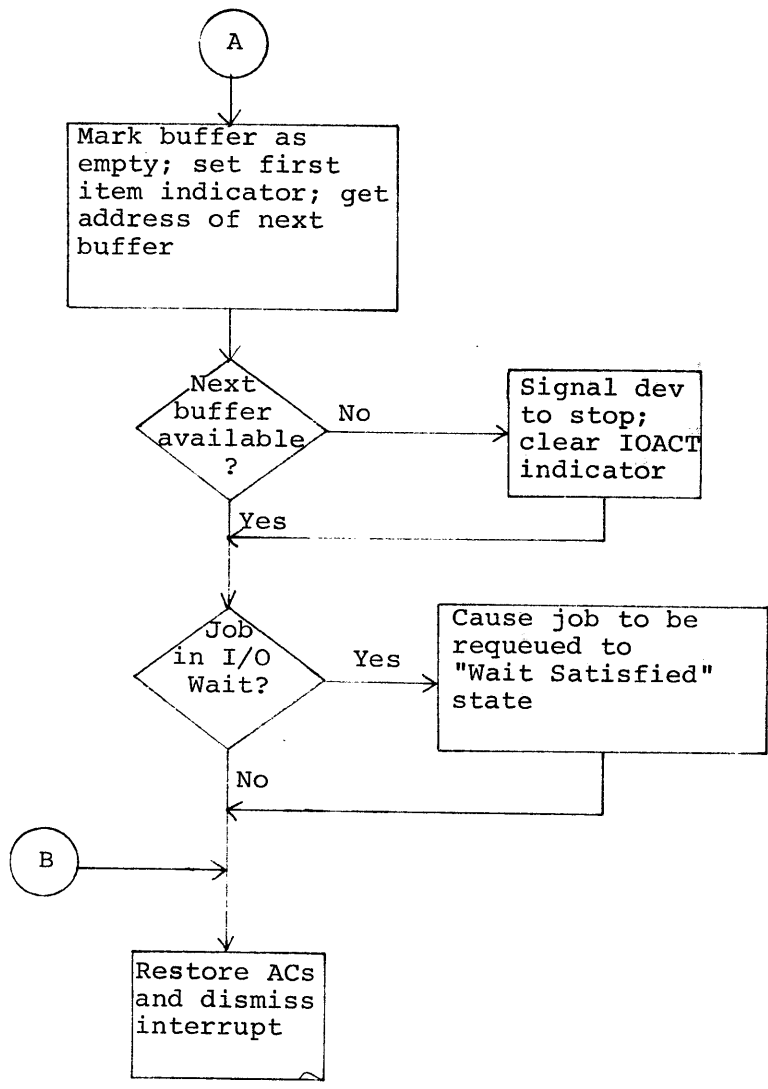 A
Mark buffer as
empty; set first
item indicator; get
address of next
buffer
Next
buffer
available
?
No
Signal dev
to stop;
clear IOACT
indicator
Yes
Job
in I/O
Wait?
Yes
Cause job to be
requeued to
"Wait Satisfied"
state
No
B
Restore ACs
and dismiss
interrupt